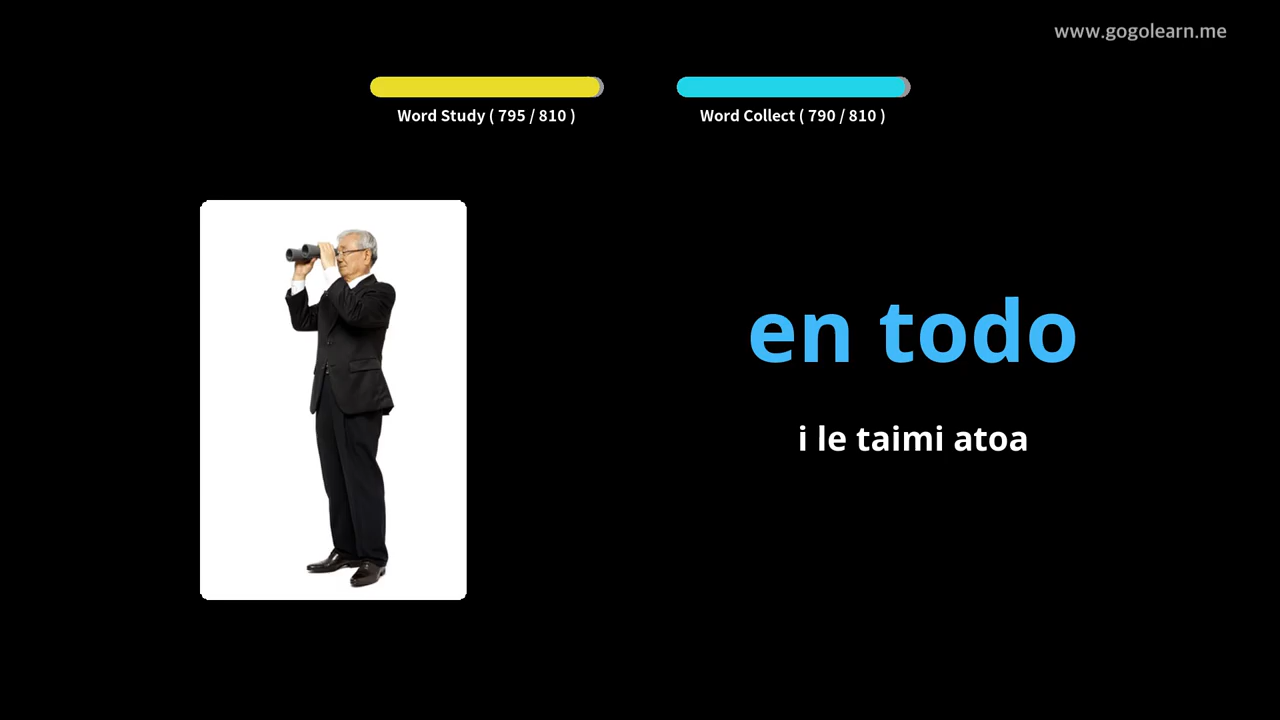 www.gogolearn.me
Word Study ( 795 / 810 )
Word Collect ( 790 / 810 )
en todo
i le taimi atoa